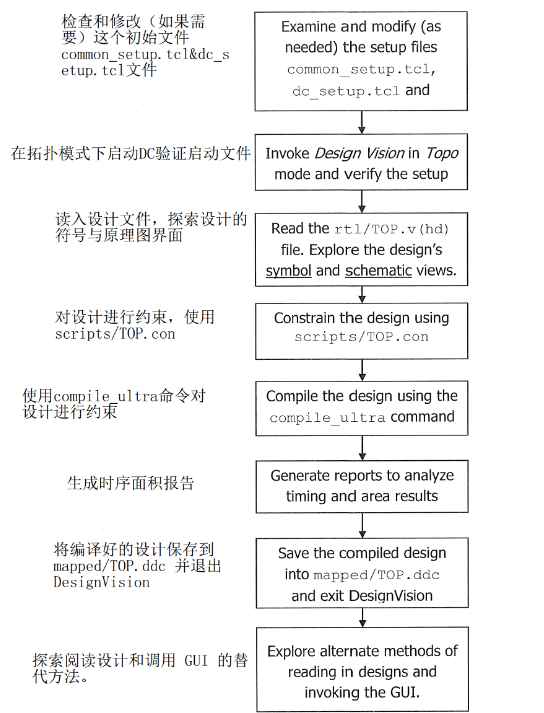 检查和修改（如果需
要）这个初始文件
common_setup.tcl&dc_s
etup.tcl文件
Examine and modify (as
needed) the setup files
common_setup.tcl,
dc_setup.tcl and
在拓扑模式下启动DC验证启动文件
Invoke Design Vision in Topo
mode and verify the setup
读入设计文件，探索设计的
符号与原理图界面
Read the rtl/TOP.v(hd)
file. Explore the design's
symbol and schematic views.
对设计进行约束，使用
scripts/TOP.con
Constrain the design using
scripts/TOP.con
使用compile_ultra命令对
设计进行约束
Compile the design using the
compile_ultra command
生成时序面积报告
Generate reports to analyze
timing and area results
将编译好的设计保存到
mapped/TOP.ddc 并退出
DesignVision
Save the compiled design
into mapped/TOP.ddc
and exit DesignVision
探索阅读设计和调用 GUI 的替
代方法。
Explore alternate methods of
reading in designs and
invoking the GUI.